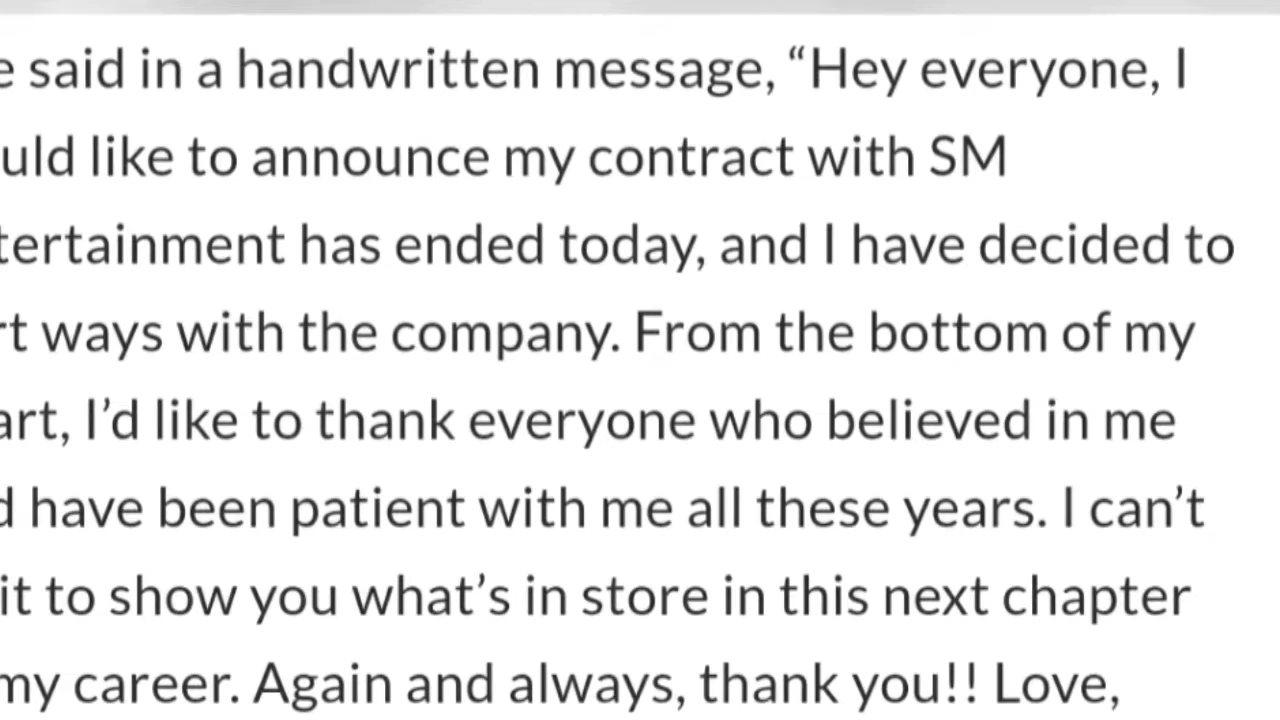 e said in a handwritten message, “Hey everyone, I
uld like to announce my contract with SM
tertainment has ended today, and I have decided to
rt ways with the company. From the bottom of my
art, I’d like to thank everyone who believed in me
d have been patient with me all these years. I can’t
it to show you what’s in store in this next chapter
my career. Again and always, thank you!! Love,